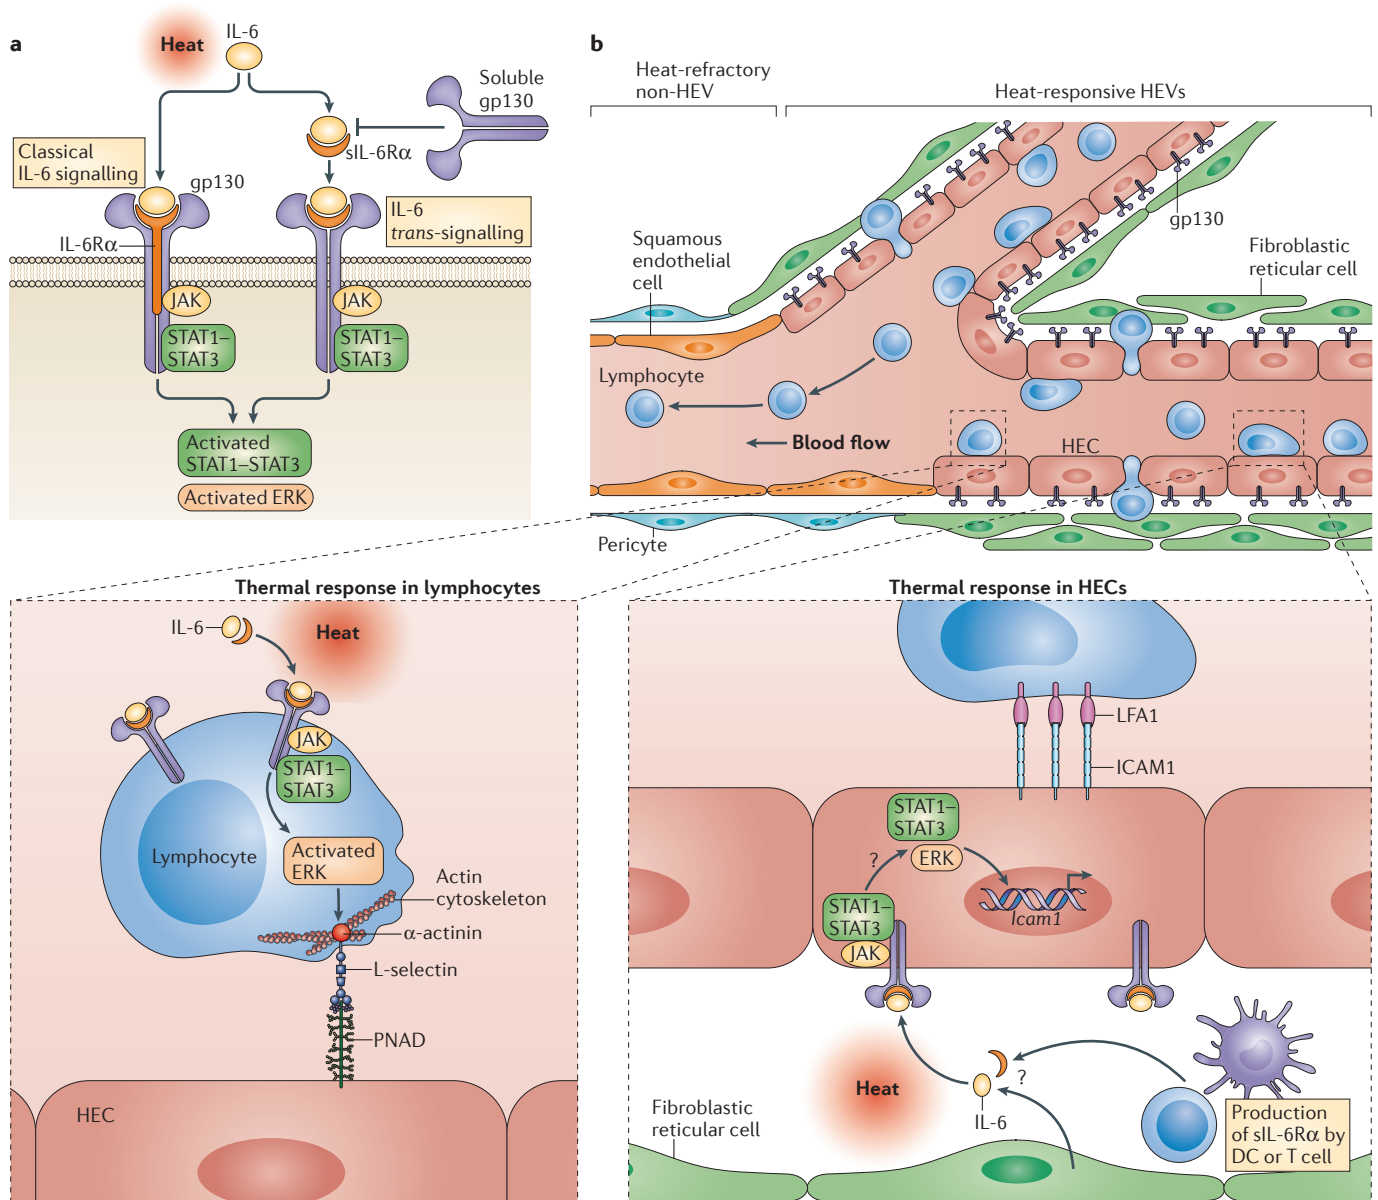 a
Heat
IL-6
Soluble
gp130
sIL-6Rα
Classical
IL-6 signalling
gp130
IL-6
trans-signalling
IL-6Rα
JAK
JAK
STAT1–
STAT3
STAT1–
STAT3
Activated
STAT1–STAT3
Activated ERK
b
Heat-refractory
non-HEV
Heat-responsive HEVs
gp130
Squamous
endothelial
cell
Fibroblastic
reticular cell
Lymphocyte
Blood flow
HEC
Pericyte
Thermal response in lymphocytes
IL-6
Heat
JAK
STAT1–
STAT3
Lymphocyte
Activated
ERK
Actin
cytoskeleton
α-actinin
L-selectin
PNAD
HEC
Thermal response in HECs
LFA1
ICAM1
STAT1–
STAT3
?
ERK
STAT1–
STAT3
JAK
Icam1
Heat
?
IL-6
Fibroblastic
reticular cell
Production
of sIL-6Rα by
DC or T cell